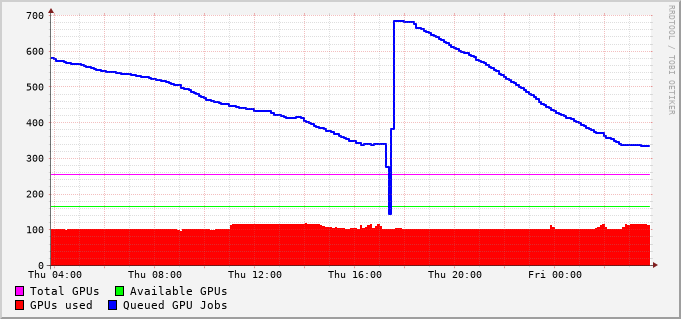 700
600
500
400
300
200
100
0
Thu 04:00 Thu 08:00 Thu 12:00 Thu 16:00 Thu 20:00 Fri 00:00
Total GPUs Available GPUs
GPUs used Queued GPU Jobs
RRDTOOL / TOBI OETIKER